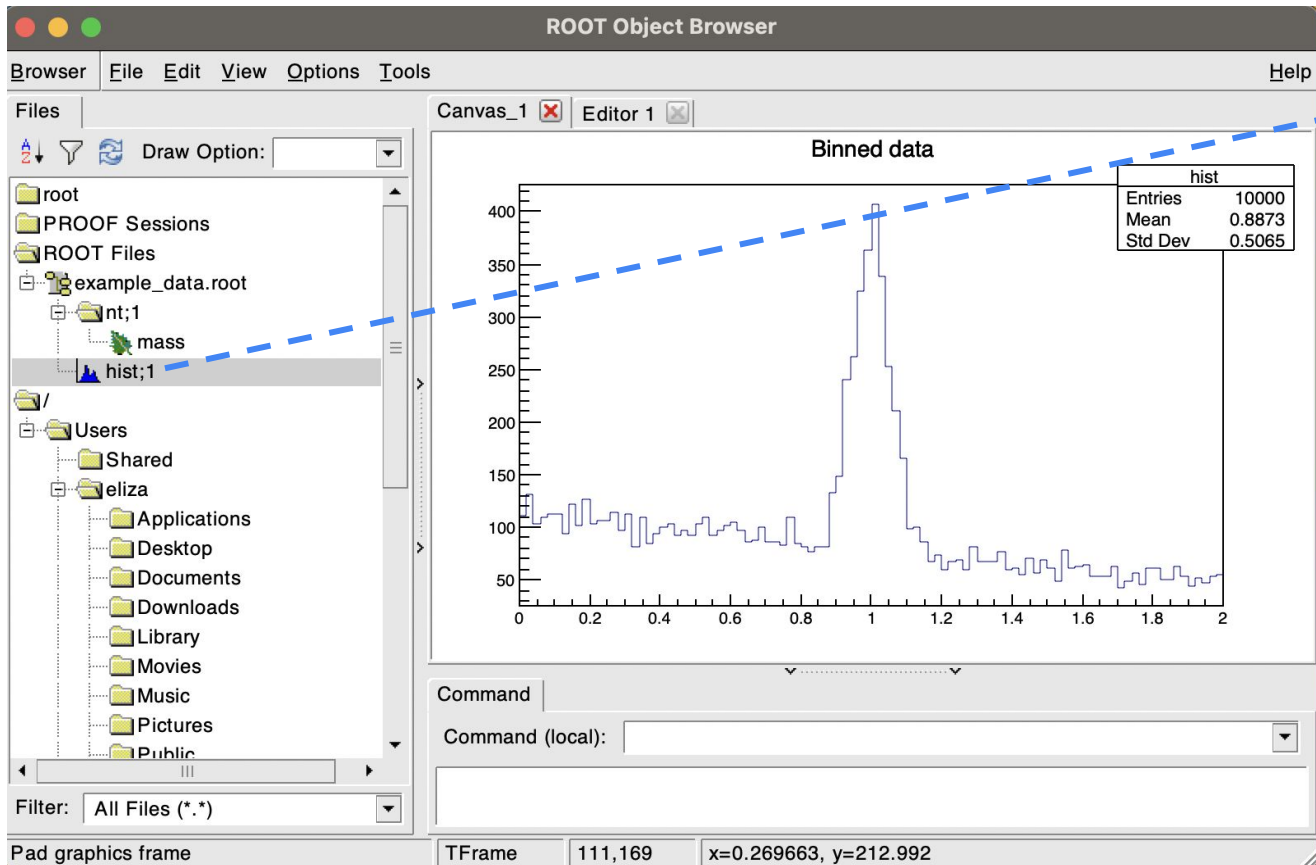 ROOT Object Browser
Browser File Edit View Options Tools Help
Files
Draw Option:
root
PROOF Sessions
ROOT Files
example_data.root
nt;1
mass
hist;1
/
Users
Shared
eliza
Applications
Desktop
Documents
Downloads
Library
Movies
Music
Pictures
Public
Filter: All Files (*.*)
Canvas_1 Editor 1
Binned data
hist
Entries 10000
Mean 0.8873
Std Dev 0.5065
400
350
300
250
200
150
100
50
0 0.2 0.4 0.6 0.8 1 1.2 1.4 1.6 1.8 2
Command
Command (local):
Pad graphics frame TFrame 111,169 x=0.269663, y=212.992